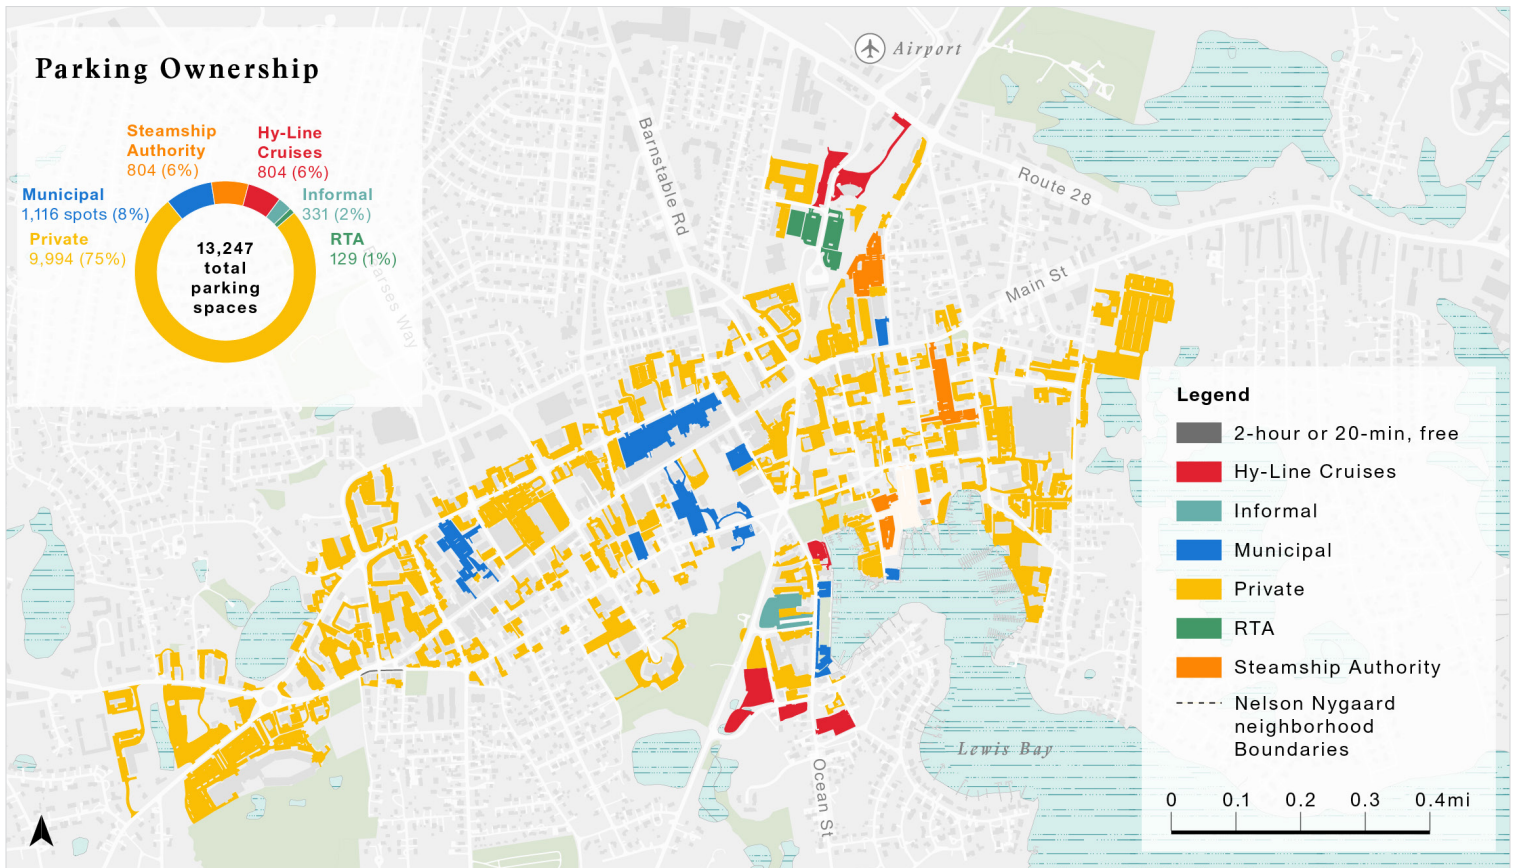 Parking Ownership
Steamship
Authority
804 (6%)
Hy-Line
Cruises
804 (6%)
Municipal
1,116 spots (8%)
Informal
331 (2%)
Private
9,994 (75%)
RTA
129 (1%)
13,247
total
parking
spaces
Airport
Barnstable Rd
Route 28
Main St
Pearses Way
Ocean St
Lewis Bay
Legend
2-hour or 20-min, free
Hy-Line Cruises
Informal
Municipal
Private
RTA
Steamship Authority
Nelson Nygaard
neighborhood
Boundaries
0 0.1 0.2 0.3 0.4mi